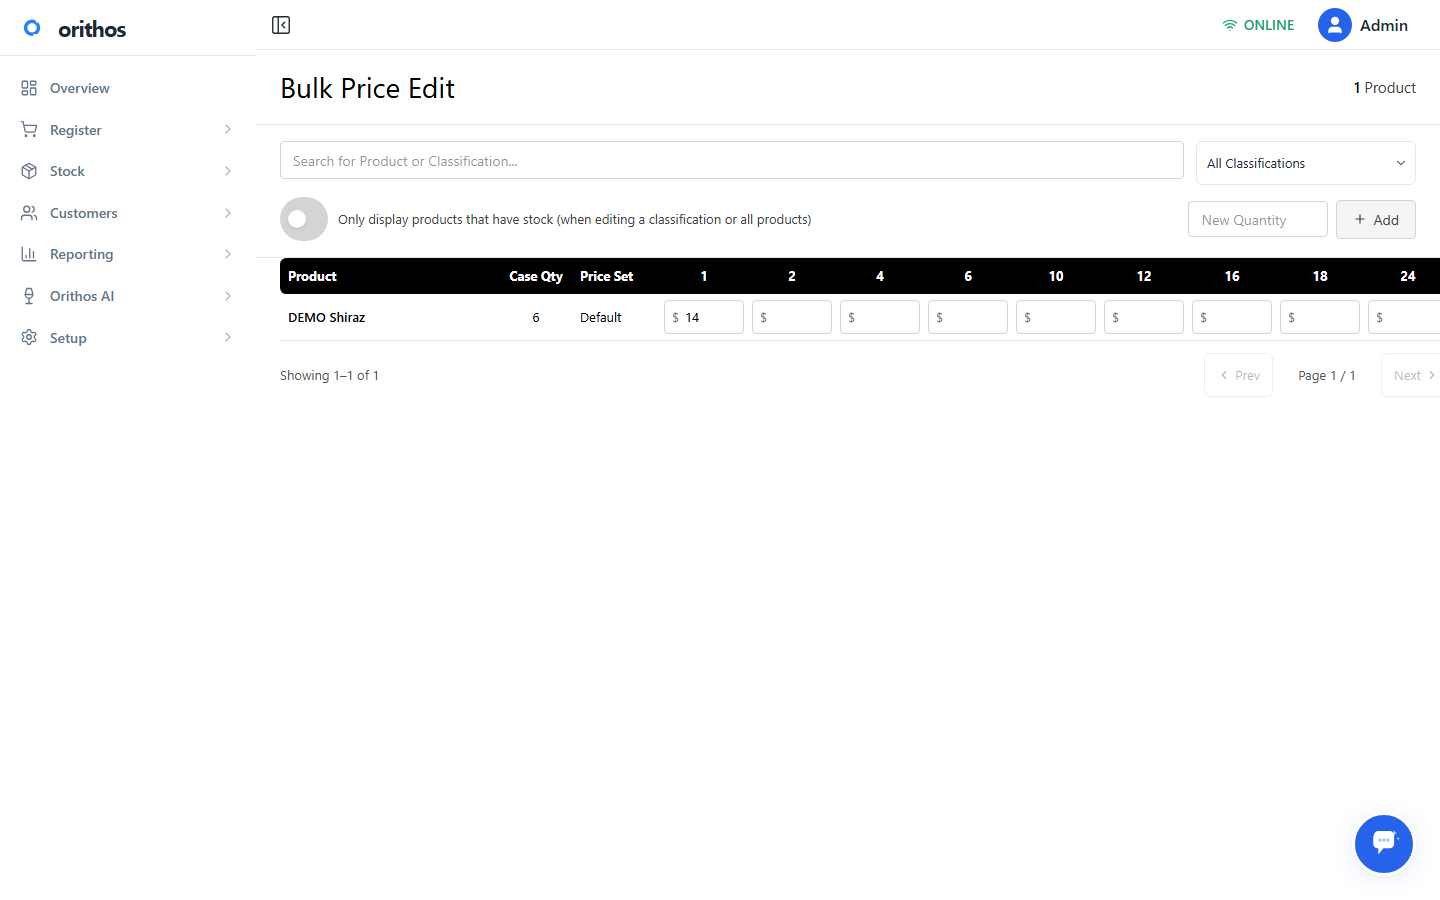 orithos
ONLINE
Admin
Overview
Register
Stock
Customers
Reporting
Orithos AI
Setup
Bulk Price Edit
1 Product
Search for Product or Classification...
All Classifications
Only display products that have stock (when editing a classification or all products)
New Quantity
+ Add
Product Case Qty Price Set 1 2 4 6 10 12 16 18 24
DEMO Shiraz 6 Default $ 14 $ $ $ $ $ $ $ $
Showing 1–1 of 1
Prev
Page 1 / 1
Next